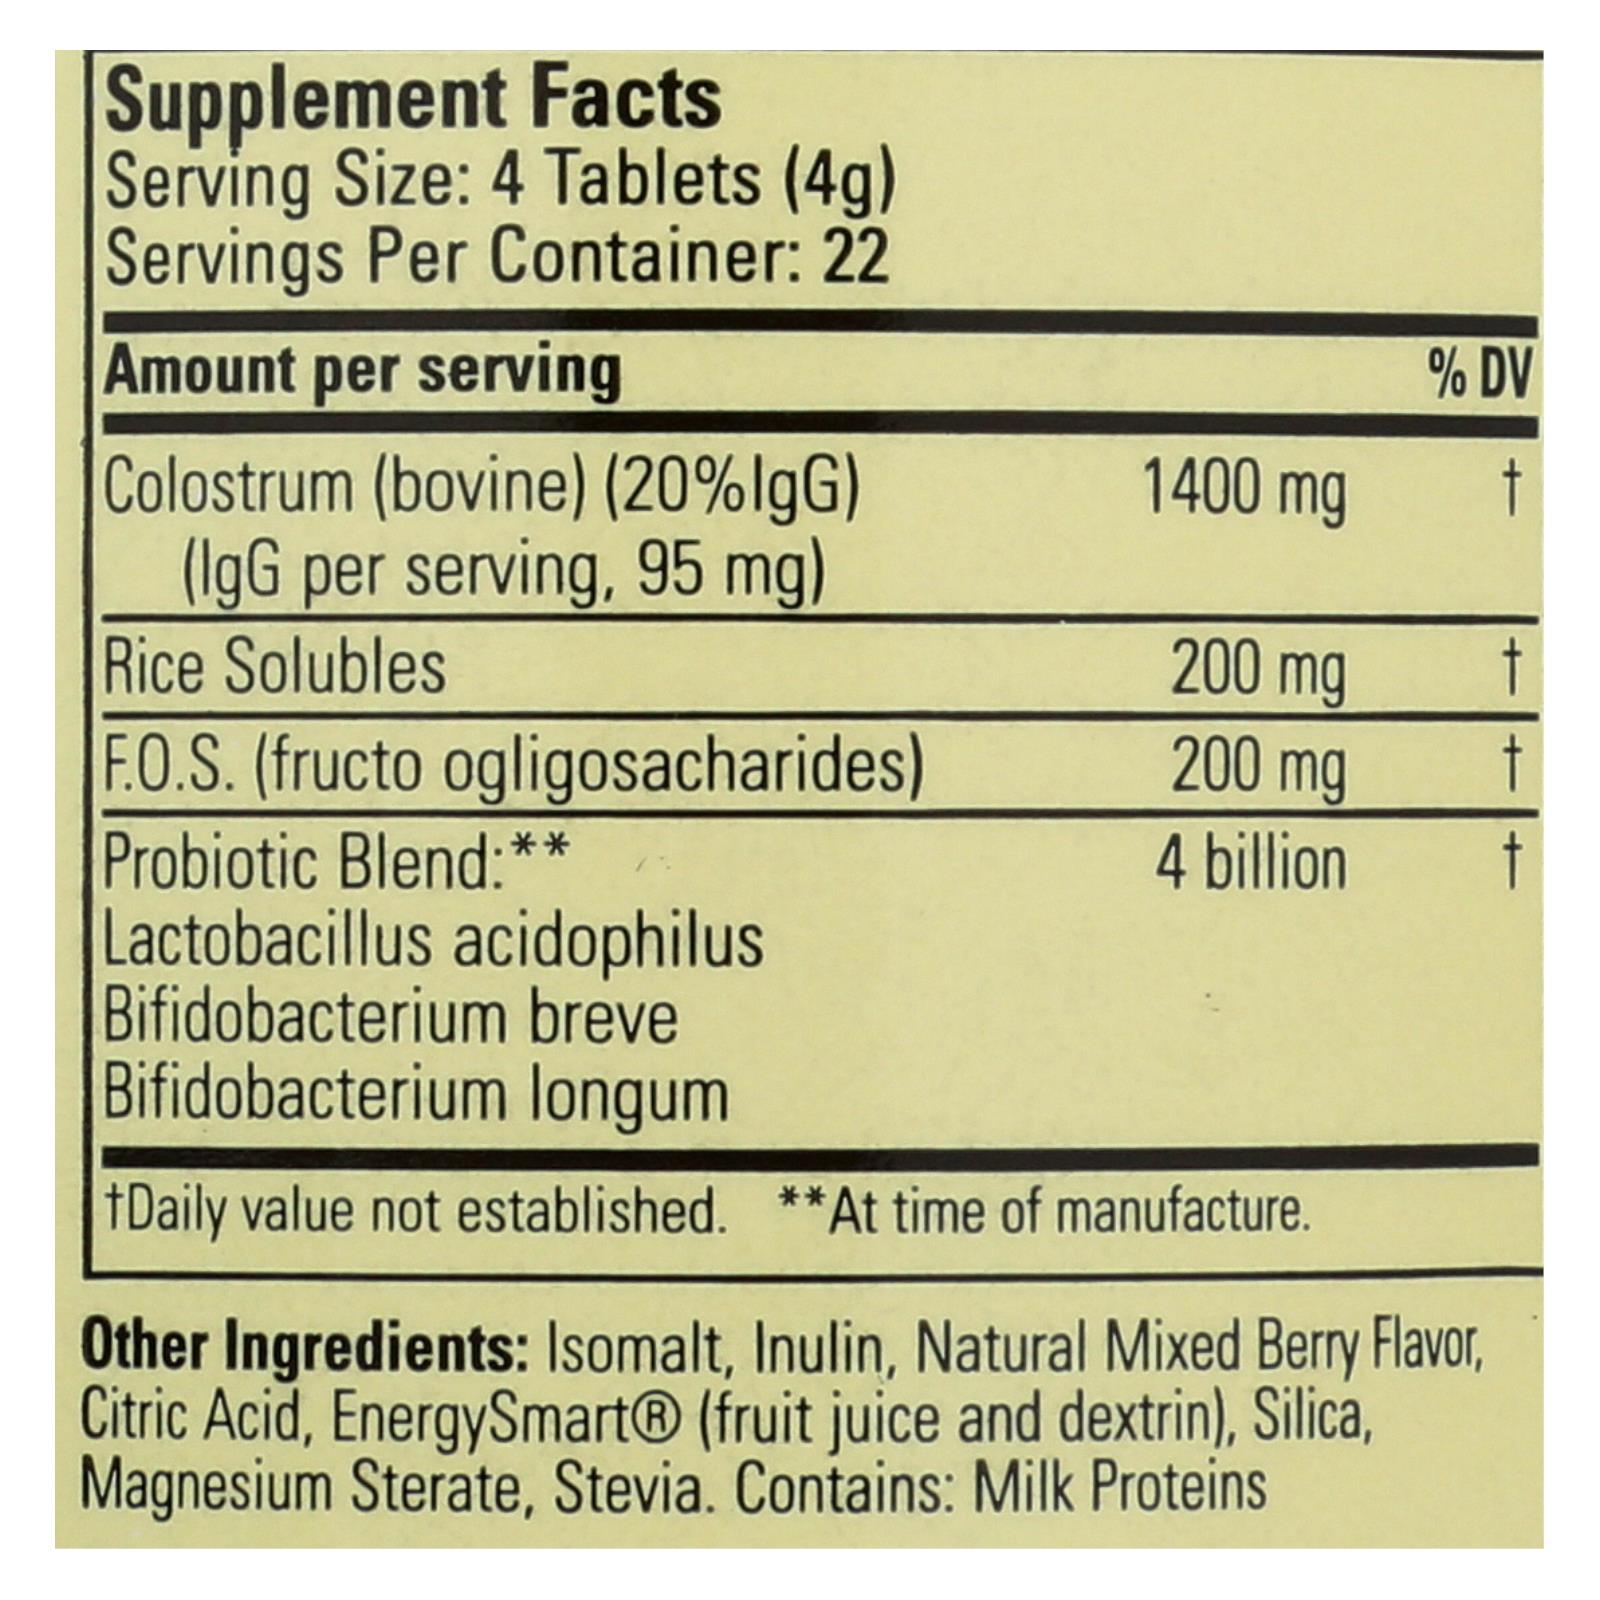 Supplement Facts
Serving Size: 4 Tablets (4g)
Servings Per Container: 22
Amount per serving % DV
Colostrum (bovine) (20%IgG) 1400 mg †
(IgG per serving, 95 mg)
Rice Solubles 200 mg †
F.O.S. (fructo ogligosacharides) 200 mg †
Probiotic Blend:** 4 billion †
Lactobacillus acidophilus
Bifidobacterium breve
Bifidobacterium longum
†Daily value not established. **At time of manufacture.
Other Ingredients: Isomalt, Inulin, Natural Mixed Berry Flavor,
Citric Acid, EnergySmart® (fruit juice and dextrin), Silica,
Magnesium Sterate, Stevia. Contains: Milk Proteins